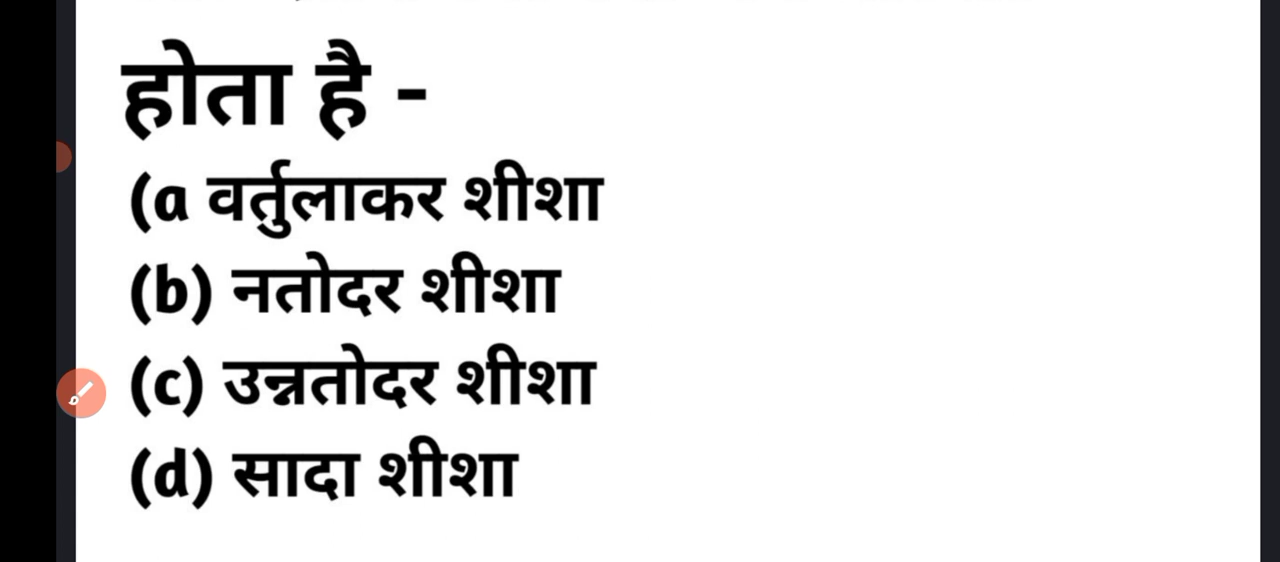 होता है -
(a वर्तुलाकर शीशा
(b) नतोदर शीशा
(c) उन्नतोदर शीशा
(d) सादा शीशा